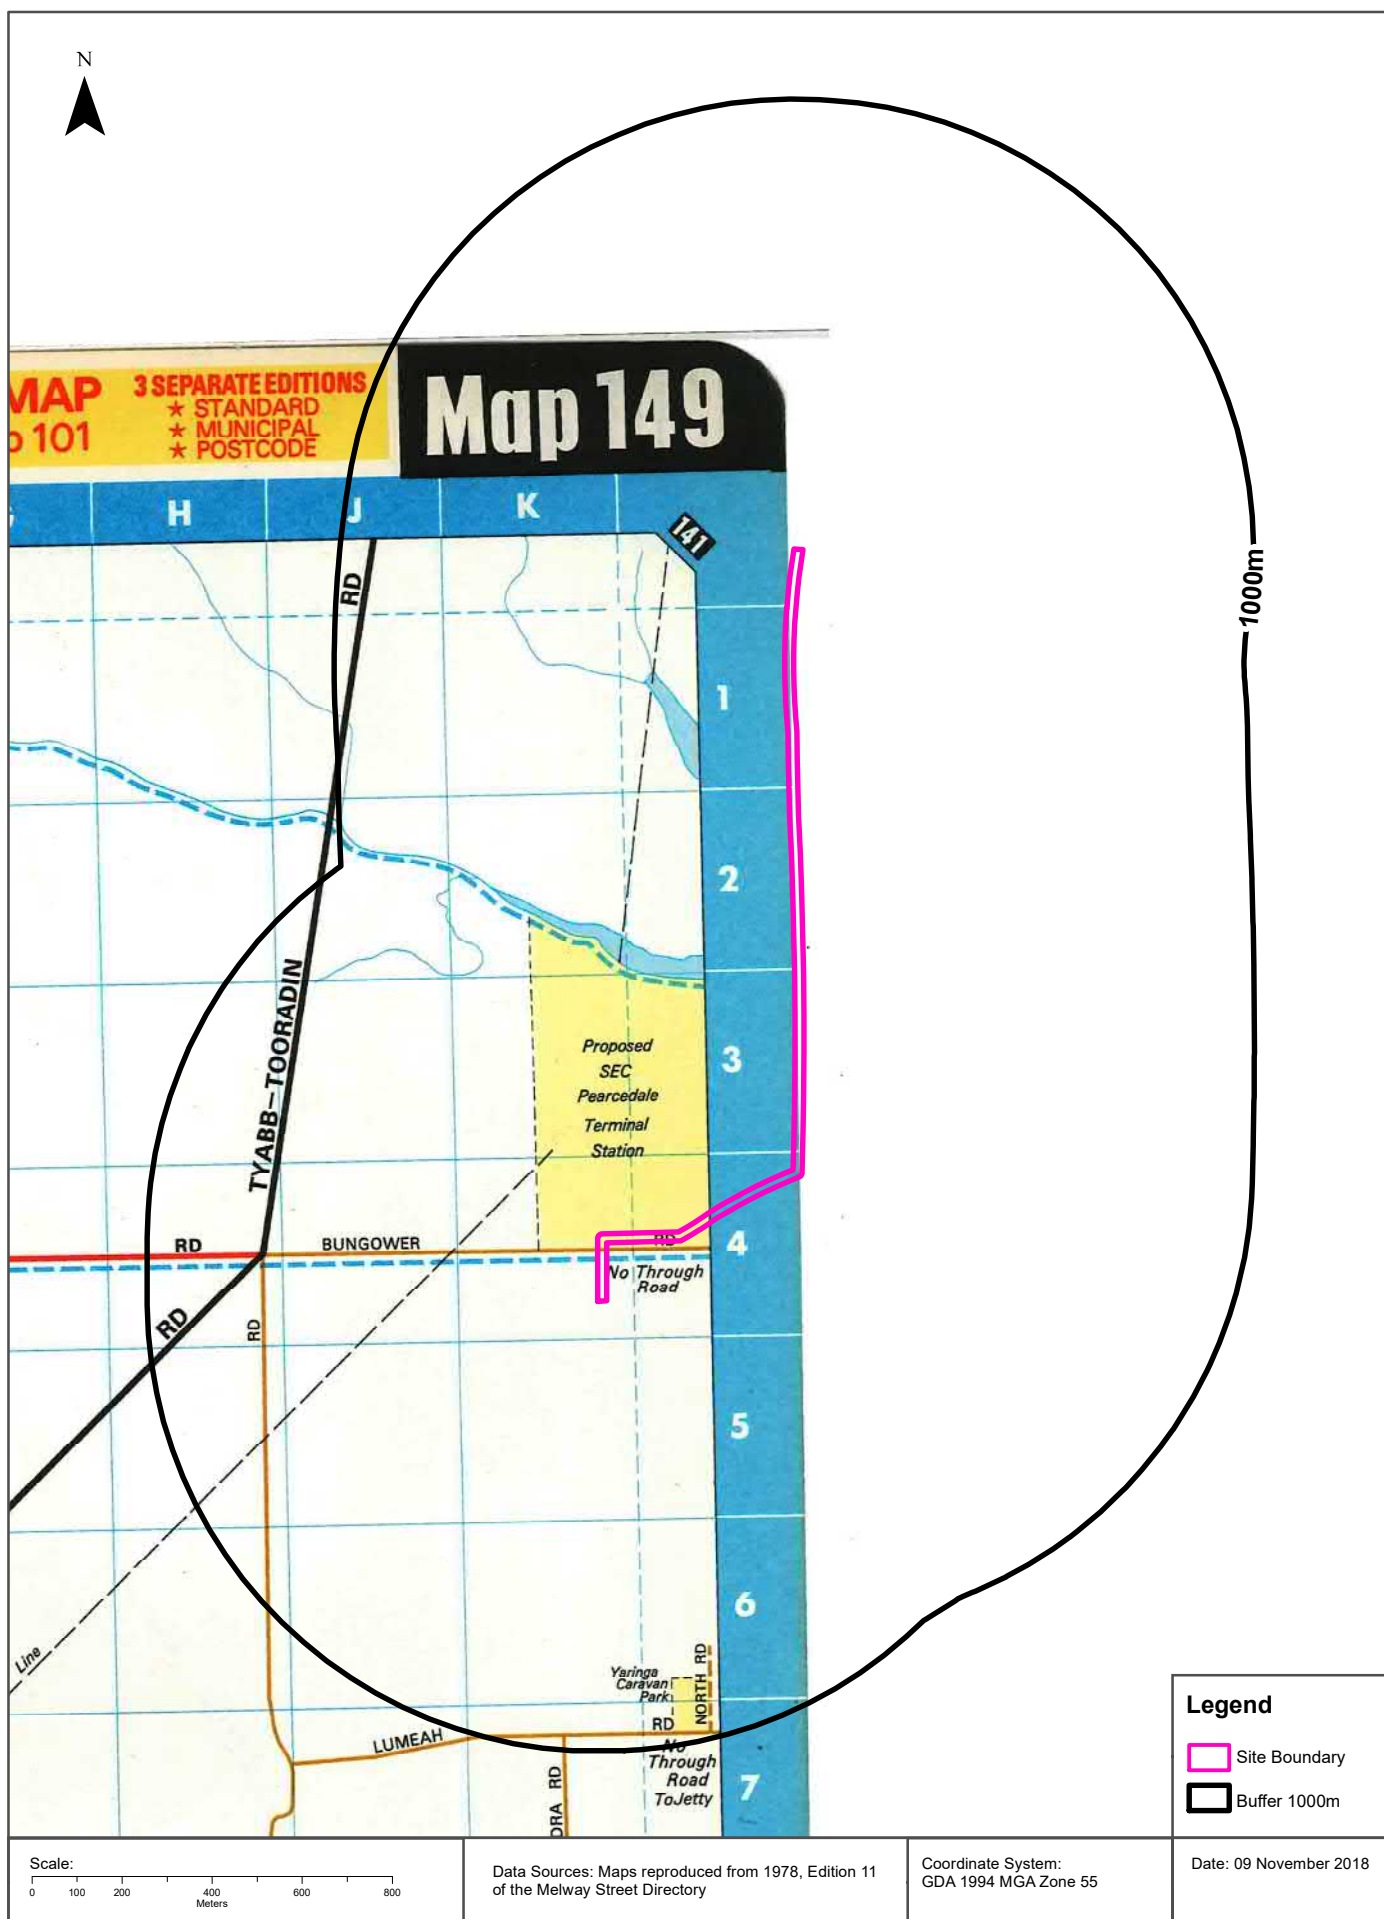 N
MAP
101
3 SEPARATE EDITIONS
★ STANDARD
★ MUNICIPAL
★ POSTCODE
Map 149
H
J
K
141
RD
1000m
1
2
TYABB–TOORADIN
Proposed
SEC
Pearcedale
Terminal
Station
3
RD
BUNGOWER
RD
4
No Through
Road
RD
RD
5
6
Line
Yaringa
Caravan
Park
NORTH RD
LUMEAH
RD
No
Through
Road
To Jetty
DRA RD
7
Legend
Site Boundary
Buffer 1000m
Scale:
0 100 200 400 600 800
Meters
Data Sources: Maps reproduced from 1978, Edition 11
of the Melway Street Directory
Coordinate System:
GDA 1994 MGA Zone 55
Date: 09 November 2018